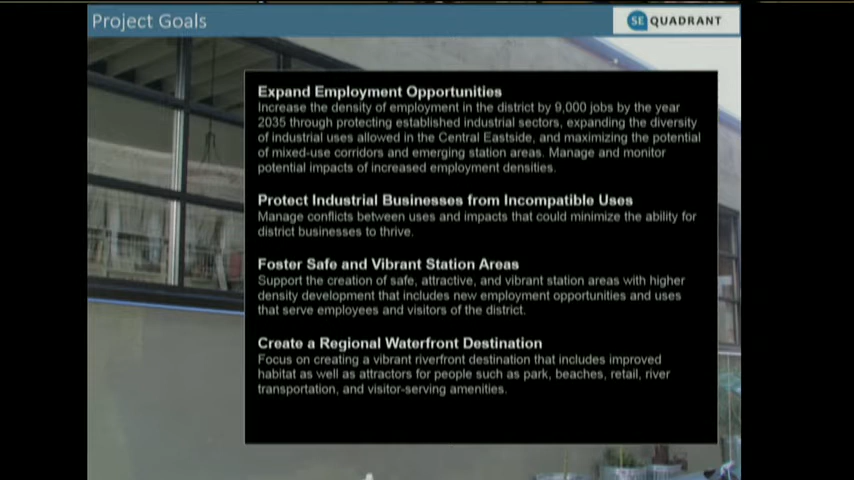 Project Goals
SE QUADRANT
Expand Employment Opportunities
Increase the density of employment in the district by 9,000 jobs by the year
2035 through protecting established industrial sectors, expanding the diversity
of industrial uses allowed in the Central Eastside, and maximizing the potential
of mixed-use corridors and emerging station areas. Manage and monitor
potential impacts of increased employment densities.
Protect Industrial Businesses from Incompatible Uses
Manage conflicts between uses and impacts that could minimize the ability for
district businesses to thrive.
Foster Safe and Vibrant Station Areas
Support the creation of safe, attractive, and vibrant station areas with higher
density development that includes new employment opportunities and uses
that serve employees and visitors of the district.
Create a Regional Waterfront Destination
Focus on creating a vibrant riverfront destination that includes improved
habitat as well as attractors for people such as park, beaches, retail, river
transportation, and visitor-serving amenities.